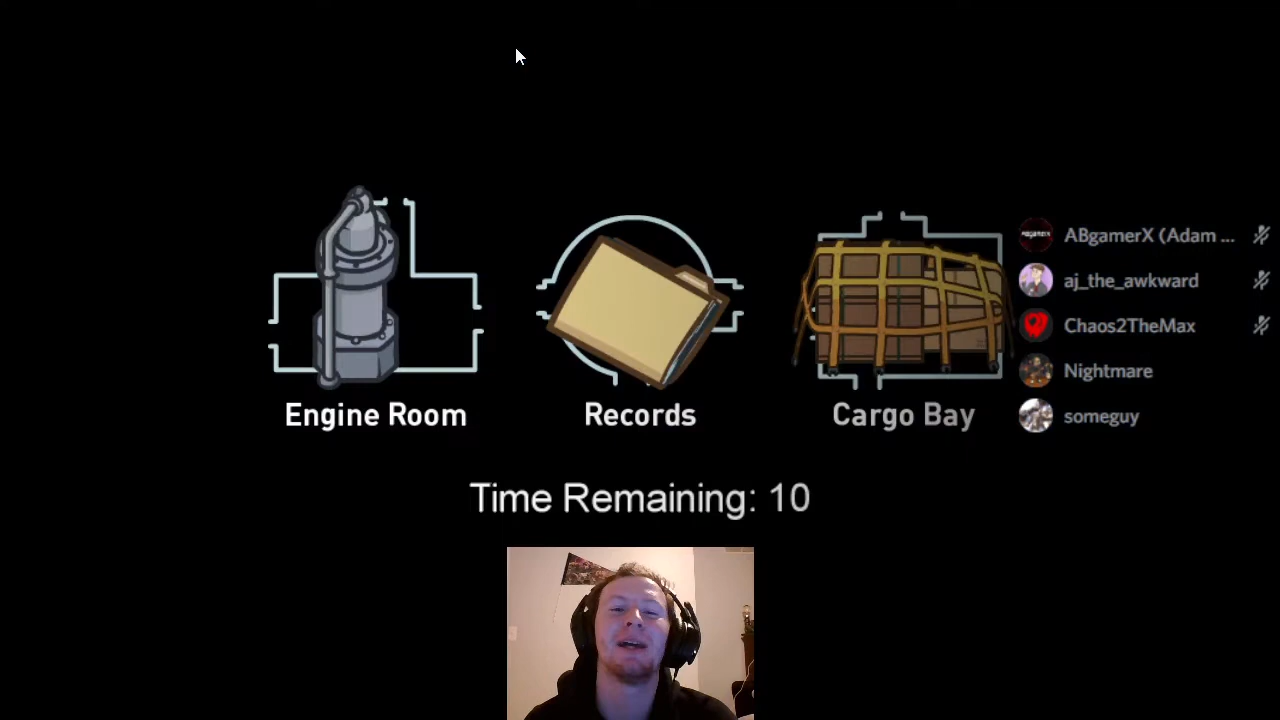 Engine Room
Records
Cargo Bay
Time Remaining: 10
ABgamerX (Adam ...
aj_the_awkward
Chaos2TheMax
Nightmare
someguy